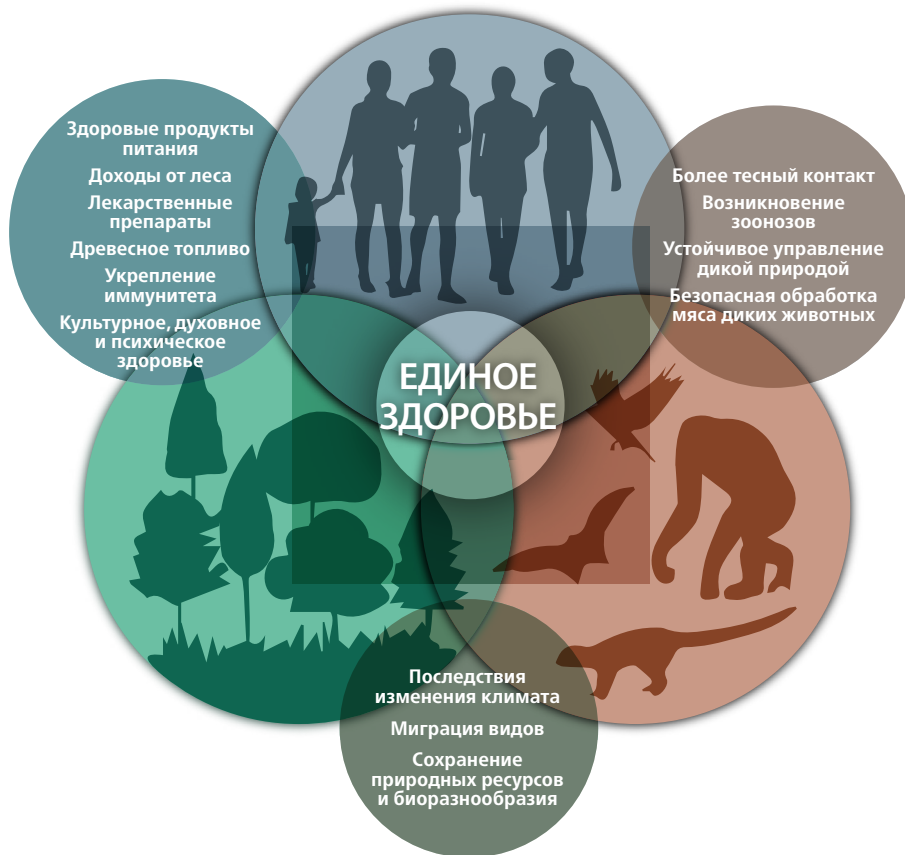 Здоровые продукты
питания
Доходы от леса
Лекарственные
препараты
Древесное топливо
Укрепление
иммунитета
Культурное, духовное
и психическое
здоровье
Более тесный контакт
Возникновение
зоонозов
Устойчивое управление
дикой природой
Безопасная обработка
мяса диких животных
ЕДИНОЕ
ЗДОРОВЬЕ
Последствия
изменения климата
Миграция видов
Сохранение
природных ресурсов
и биоразнообразия